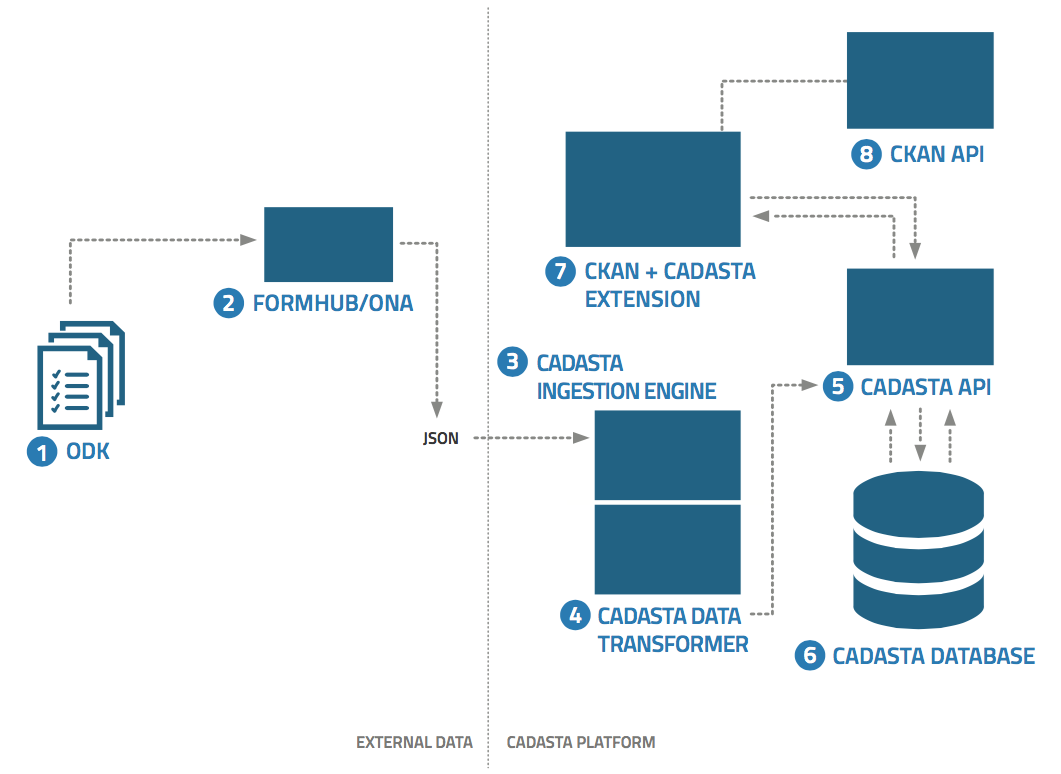 8 CKAN API
7 CKAN + CADASTA
EXTENSION
2 FORMHUB/ONA
3 CADASTA
INGESTION ENGINE
5 CADASTA API
JSON
1 ODK
4 CADASTA DATA
TRANSFORMER
6 CADASTA DATABASE
EXTERNAL DATA
CADASTA PLATFORM